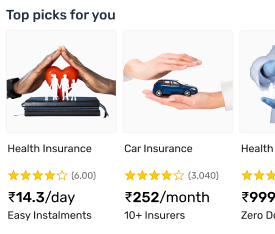 Top picks for you
Health Insurance
(6.00)
₹14.3/day
Easy Instalments
Car Insurance
(3,040)
₹252/month
10+ Insurers
Health
₹999
Zero De